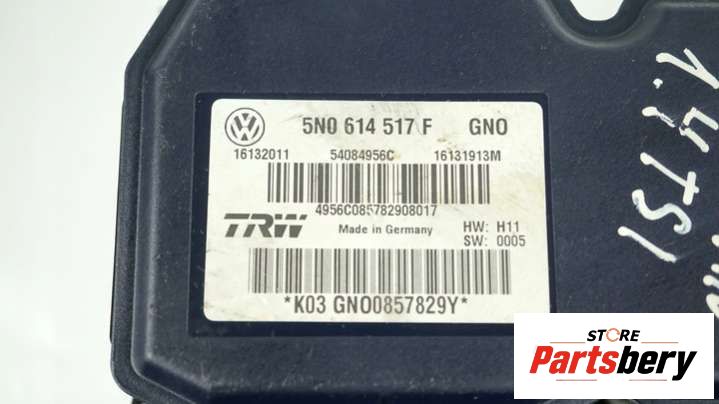 5N0 614 517 F GNO
16132011 54084956C 16131913M
4956C085782908017
TRW Made in Germany HW: H11
SW: 0005
*K03 GNO0857829Y*
1.4TSI
STORE
Partsbery